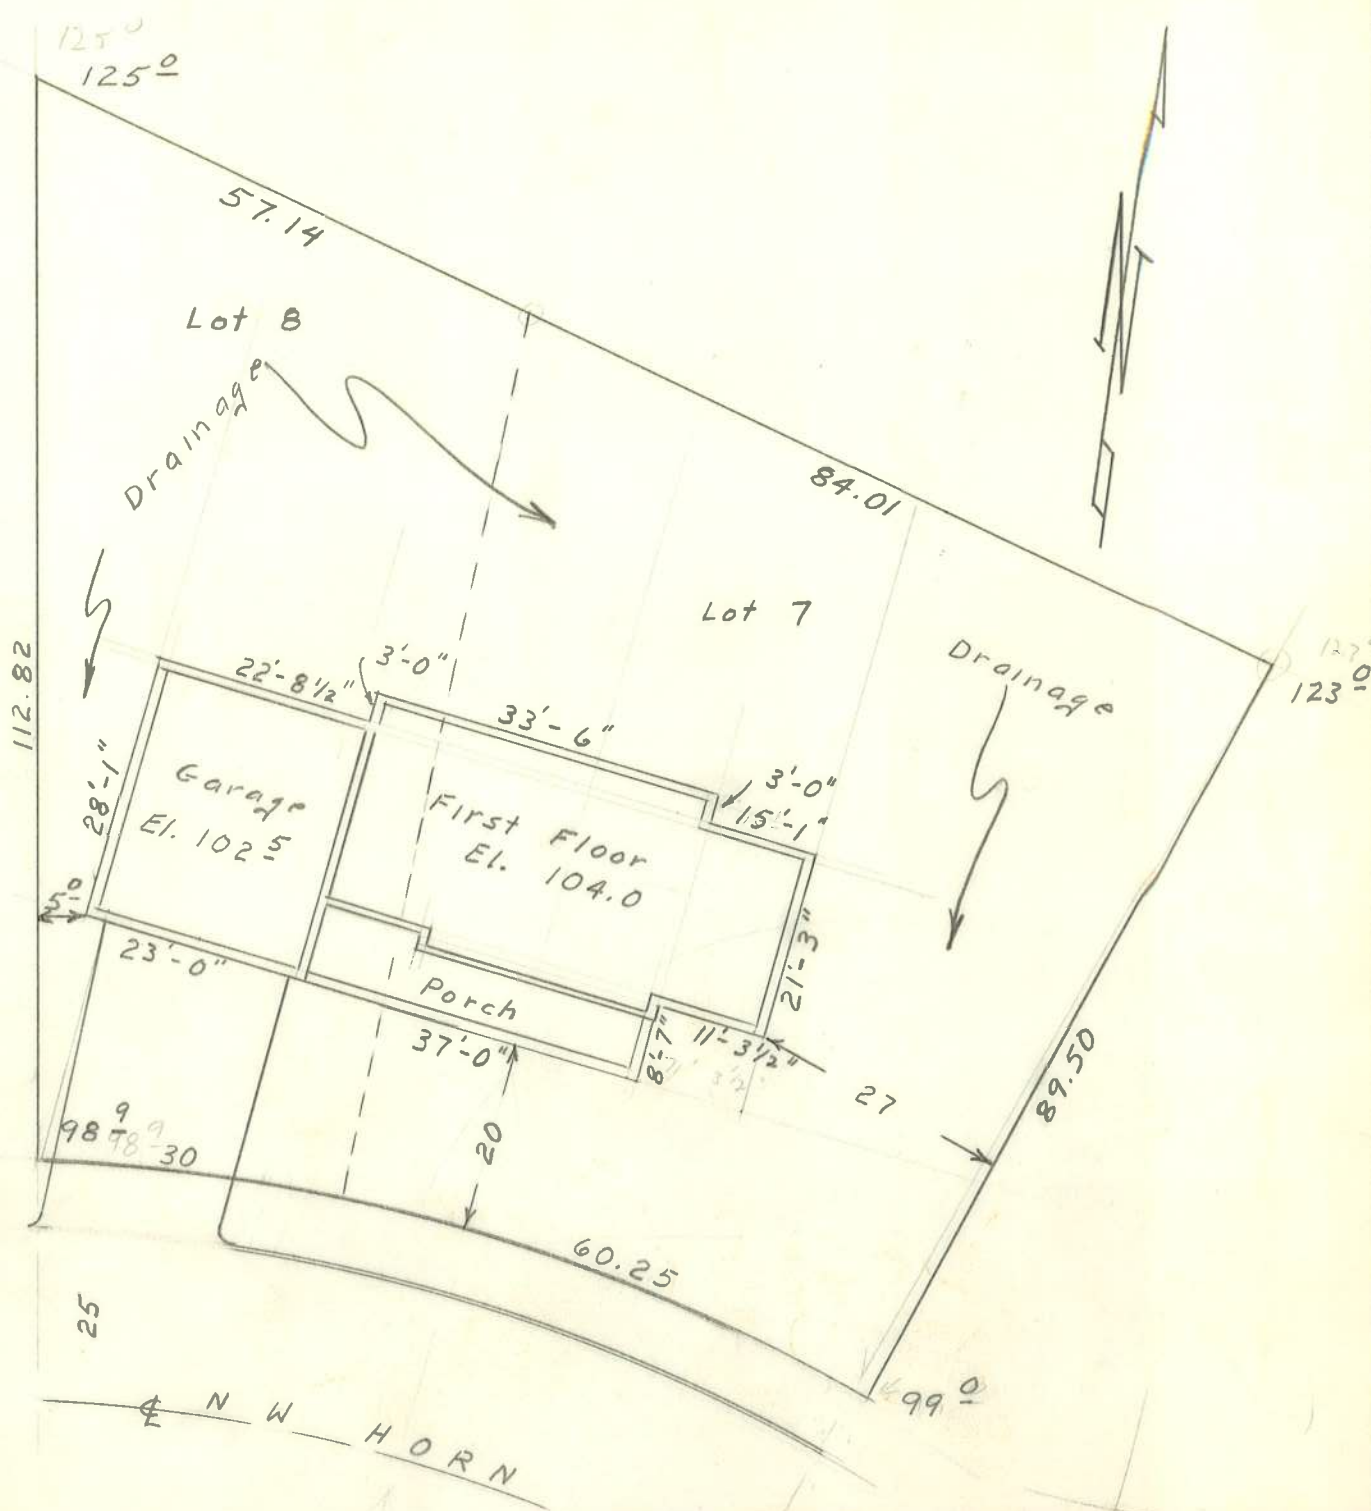 125⁰
125⁰
57.14
Lot 8
Drainage
84.01
Lot 7
Drainage
123⁰
112.82
22'-8½"
3'-0"
33'-6"
3'-0"
15'-1"
28'-1"
Garage
El. 102⁵
First Floor
El. 104.0
5⁰
23'-0"
Porch
37'-0"
21'-3"
8'-7"
11'-3½"
27
89.50
20
98⁹
98⁹
30
60.25
25
99⁰
℄ NW HORN
N